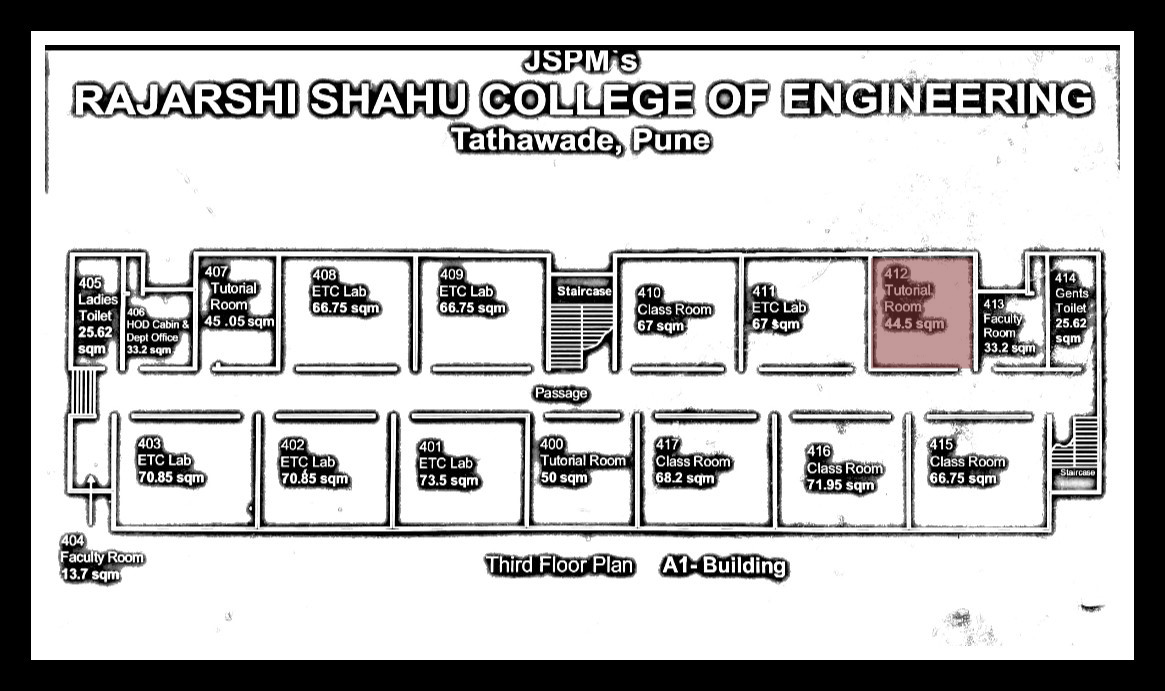 JSPM's
RAJARSHI SHAHU COLLEGE OF ENGINEERING
Tathawade, Pune
405
Ladies
Toilet
25.62
sqm
406
HOD Cabin &
Dept Office
33.2 sqm
407
Tutorial
Room
45 .05 sqm
408
ETC Lab
66.75 sqm
409
ETC Lab
66.75 sqm
Staircase
410
Class Room
67 sqm
411
ETC Lab
67 sqm
412
Tutorial
Room
44.5 sqm
413
Faculty
Room
33.2 sqm
414
Gents
Toilet
25.62
sqm
Passage
403
ETC Lab
70.85 sqm
402
ETC Lab
70.85 sqm
401
ETC Lab
73.5 sqm
400
Tutorial Room
50 sqm
417
Class Room
68.2 sqm
416
Class Room
71.95 sqm
415
Class Room
66.75 sqm
Staircase
404
Faculty Room
13.7 sqm
Third Floor Plan A1- Building